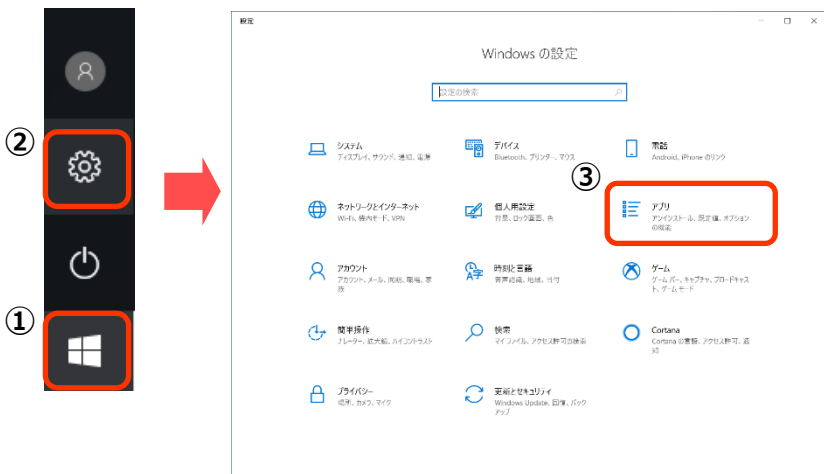 ②
①
設定
Windows の設定
設定の検索
システム
ディスプレイ、サウンド、通知、電源
デバイス
Bluetooth、プリンター、マウス
電話
Android、iPhone のリンク
③
ネットワークとインターネット
Wi-Fi、機内モード、VPN
個人用設定
背景、ロック画面、色
アプリ
アンインストール、既定値、オプション
の機能
アカウント
アカウント、メール、同期、職場、家
族
時刻と言語
音声認識、地域、日付
ゲーム
ゲーム バー、キャプチャ、ブロードキャス
ト、ゲーム モード
簡単操作
ナレーター、拡大鏡、ハイコントラスト
検索
マイ ファイル、アクセス許可の検索
Cortana
Cortana の言語、アクセス許可、通
知
プライバシー
場所、カメラ、マイク
更新とセキュリティ
Windows Update、回復、バック
アップ